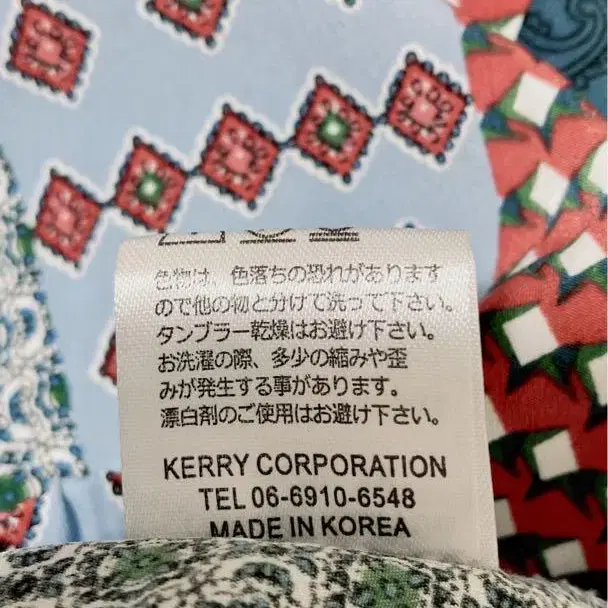 色物は、色落ちの恐れがあります
ので他の物と分けて洗って下さい。
タンブラー乾燥はお避け下さい。
お洗濯の際、多少の縮みや歪
みが発生する事があります。
漂白剤のご使用はお避け下さい。
KERRY CORPORATION
TEL 06-6910-6548
MADE IN KOREA